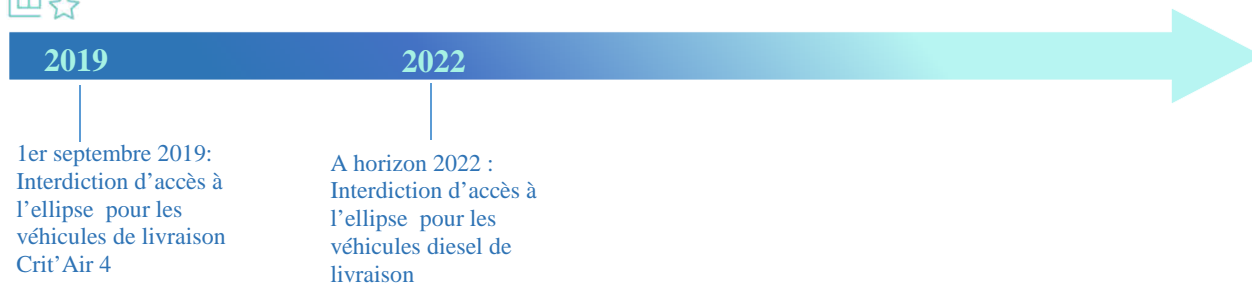 2019
2022
1er septembre 2019:
Interdiction d’accès à
l’ellipse pour les
véhicules de livraison
Crit’Air 4
A horizon 2022 :
Interdiction d’accès à
l’ellipse pour les
véhicules diesel de
livraison